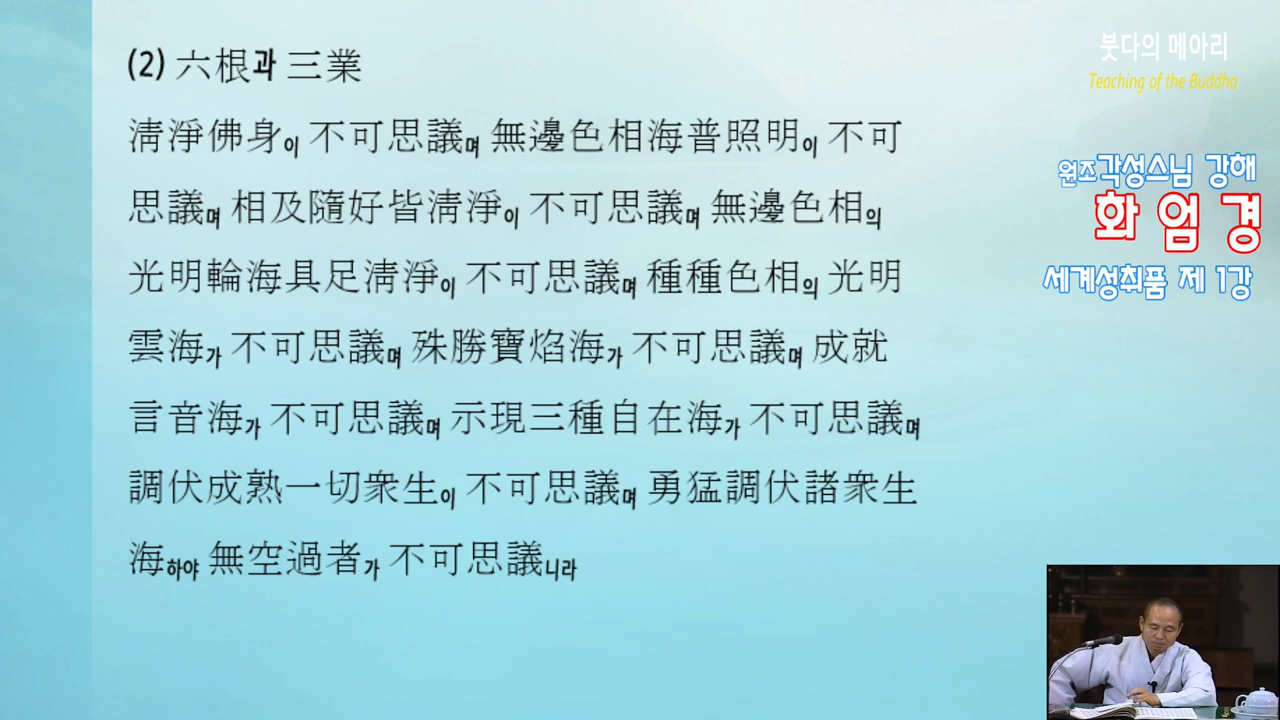 (2) 六根과 三業
淸淨佛身이 不可思議며 無邊色相海普照明이 不可
思議며 相及隨好皆淸淨이 不可思議며 無邊色相의
光明輪海具足淸淨이 不可思議며 種種色相의 光明
雲海가 不可思議며 殊勝寶焰海가 不可思議며 成就
言音海가 不可思議며 示現三種自在海가 不可思議며
調伏成熟一切衆生이 不可思議며 勇猛調伏諸衆生
海하야 無空過者가 不可思議니라
붓다의 메아리
Teaching of the Buddha
원조각성스님 강해
화엄경
세계성취품 제 1강